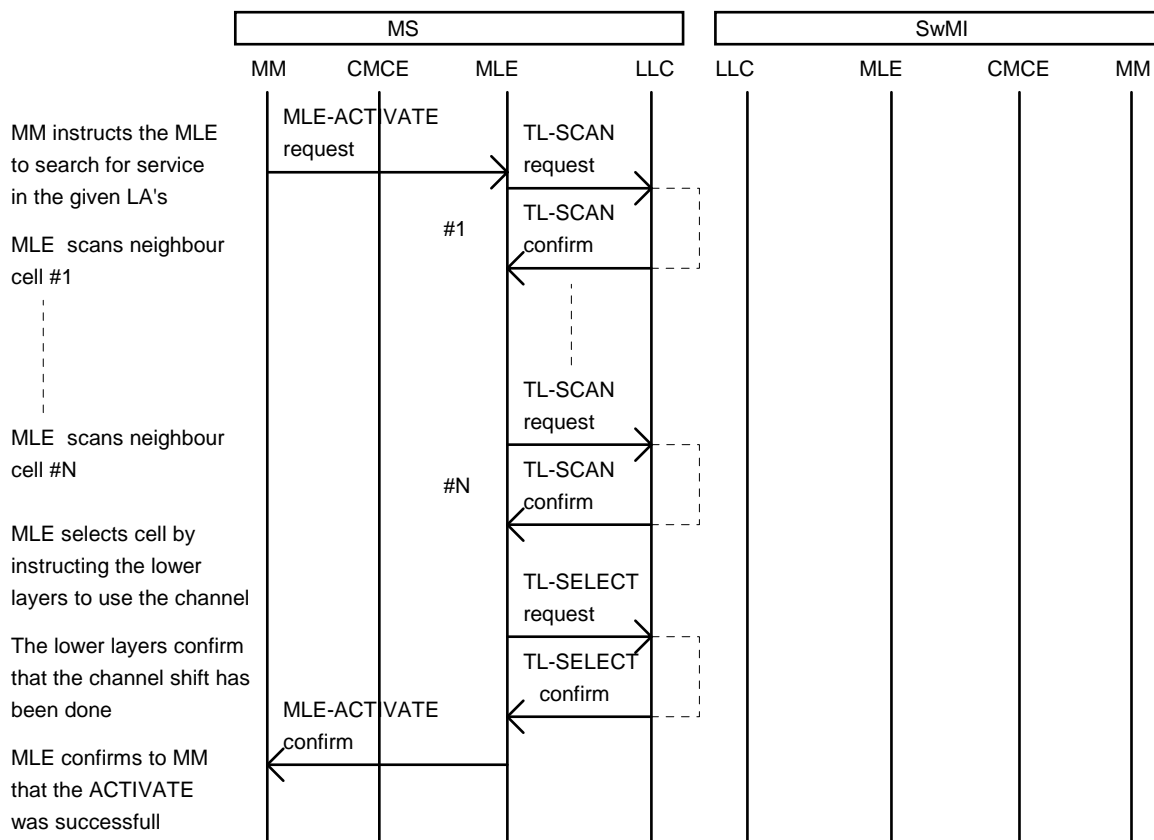 MS
SwMI
MM
CMCE
MLE
LLC
LLC
MLE
CMCE
MM
MM instructs the MLE
to search for service
in the given LA's
MLE-ACTIVATE
request
TL-SCAN
request
#1
TL-SCAN
confirm
MLE scans neighbour
cell #1
TL-SCAN
request
MLE scans neighbour
cell #N
#N
TL-SCAN
confirm
MLE selects cell by
instructing the lower
layers to use the channel
TL-SELECT
request
The lower layers confirm
that the channel shift has
been done
TL-SELECT
confirm
MLE-ACTIVATE
confirm
MLE confirms to MM
that the ACTIVATE
was successfull